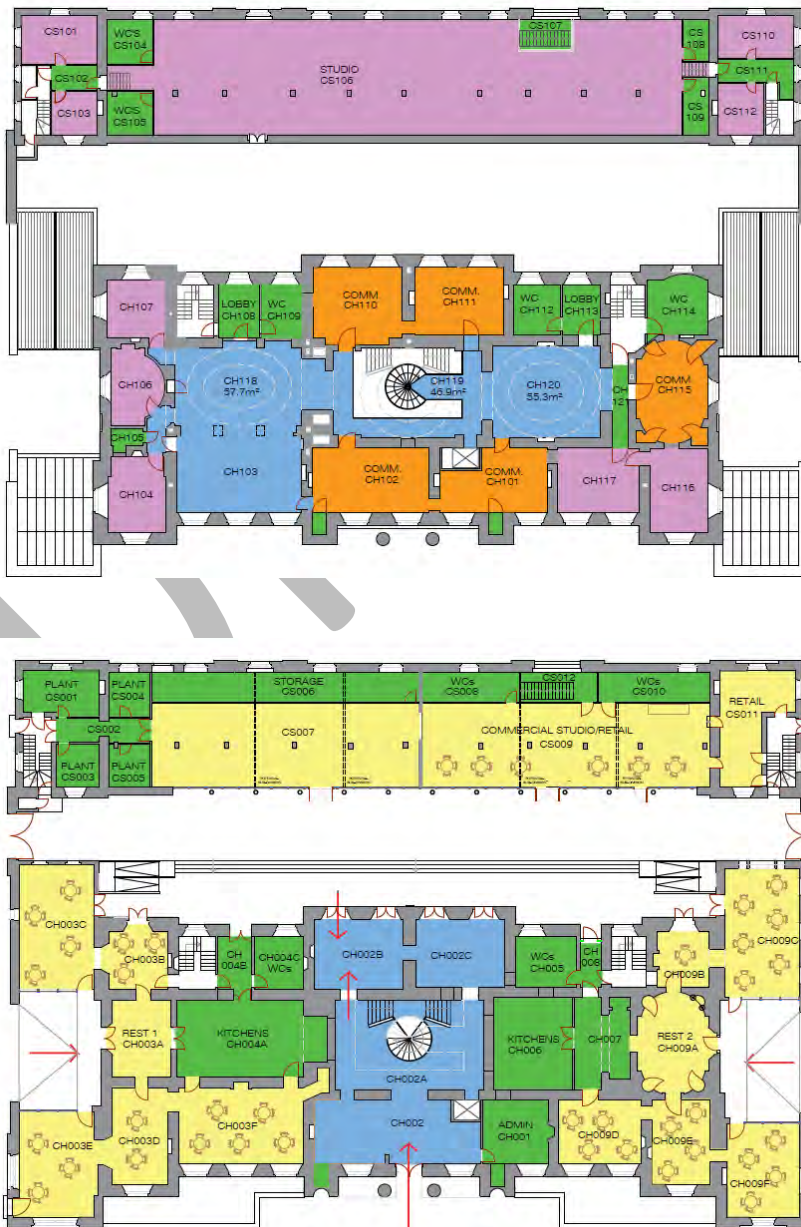 CS101
WC'S
CS104
CS107
CS
108
CS110
CS102
STUDIO
CS106
CS111
CS103
WC'S
CS105
CS
109
CS112
CH107
LOBBY
CH108
WC
CH109
COMM
CH110
COMM.
CH111
WC
CH112
LOBBY
CH113
WC
CH114
CH106
CH118
57.7m²
CH119
46.9m²
CH120
55.3m²
CH
121
COMM
CH115
CH105
CH104
CH103
COMM.
CH102
COMM.
CH101
CH117
CH116
PLANT
CS001
PLANT
CS004
STORAGE
CS006
WCs
CS008
CS012
WCs
CS010
RETAIL
CS011
CS002
CS007
COMMERCIAL STUDIO/RETAIL
CS009
PLANT
CS003
PLANT
CS005
CH003C
CH003B
CH
004B
CH004C
WCs
CH002B
CH002C
WCs
CH005
CH
008
CH009B
CH009C
REST 1
CH003A
KITCHENS
CH004A
KITCHENS
CH006
CH007
REST 2
CH009A
CH002A
CH003E
CH003D
CH003F
CH002
ADMIN
CH001
CH009D
CH009E
CH009F